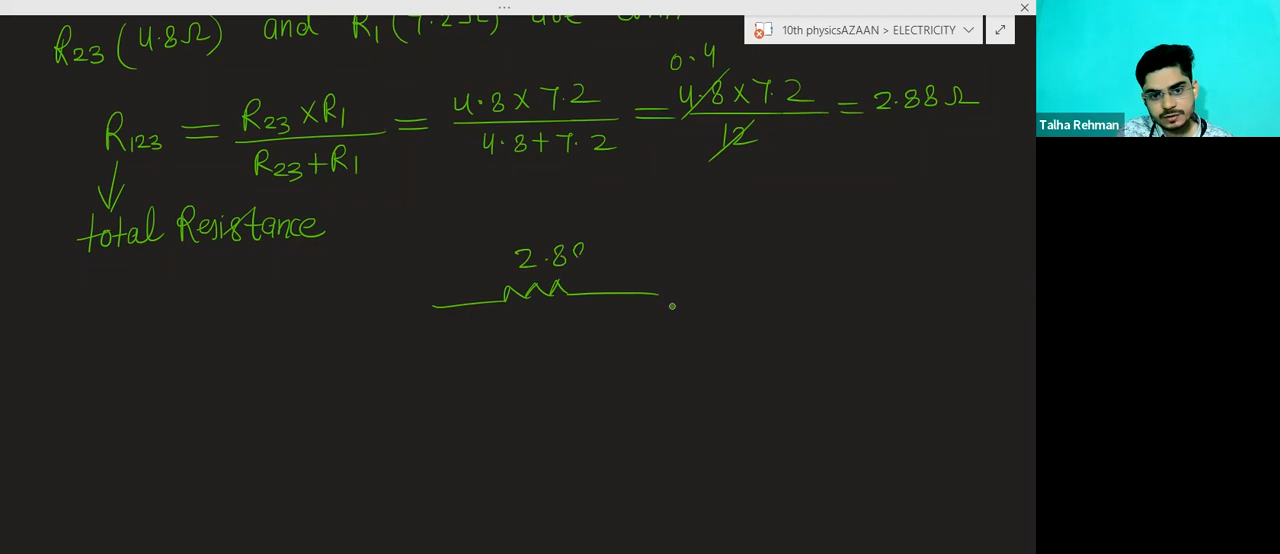 R23 (4.8Ω) and R1 (7.2Ω) are
10th physicsAZAAN > ELECTRICITY
R123 = R23 × R1 / R23 + R1 = 4.8 × 7.2 / 4.8 + 7.2 = 0.4 4.8 × 7.2 / 12 = 2.88 Ω
total Resistance
2.8
Talha Rehman